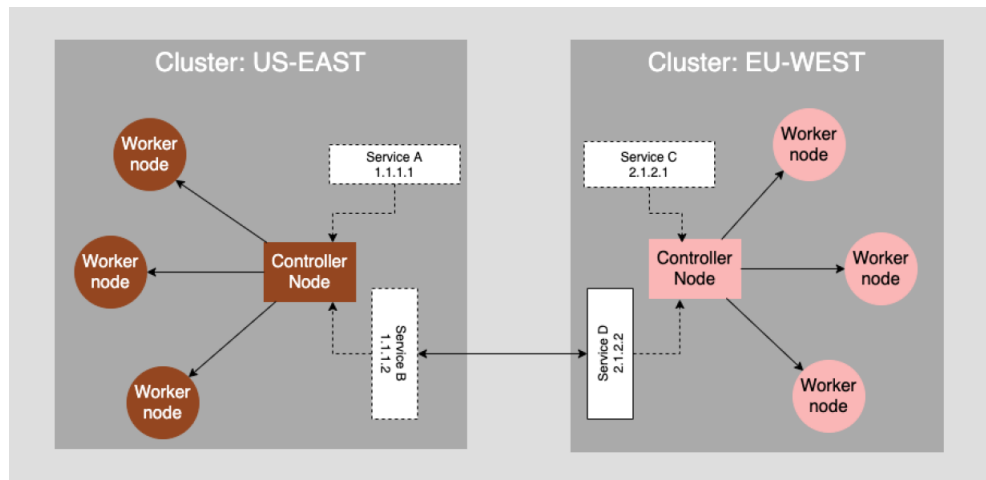 Cluster: US-EAST
Worker
node
Service A
1.1.1.1
Worker
node
Controller
Node
Service B
1.1.1.2
Worker
node
Cluster: EU-WEST
Service C
2.1.2.1
Worker
node
Controller
Node
Worker
node
Service D
2.1.2.2
Worker
node